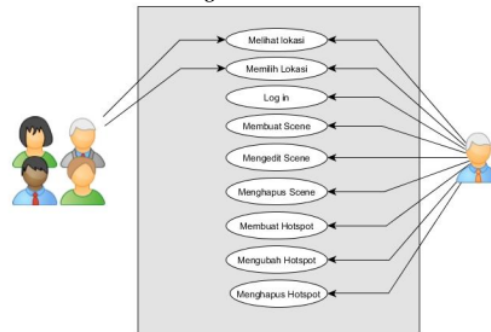 Melihat lokasi
Memilih Lokasi
Log in
Membuat Scene
Mengedit Scene
Menghapus Scene
Membuat Hotspot
Mengubah Hotspot
Menghapus Hotspot